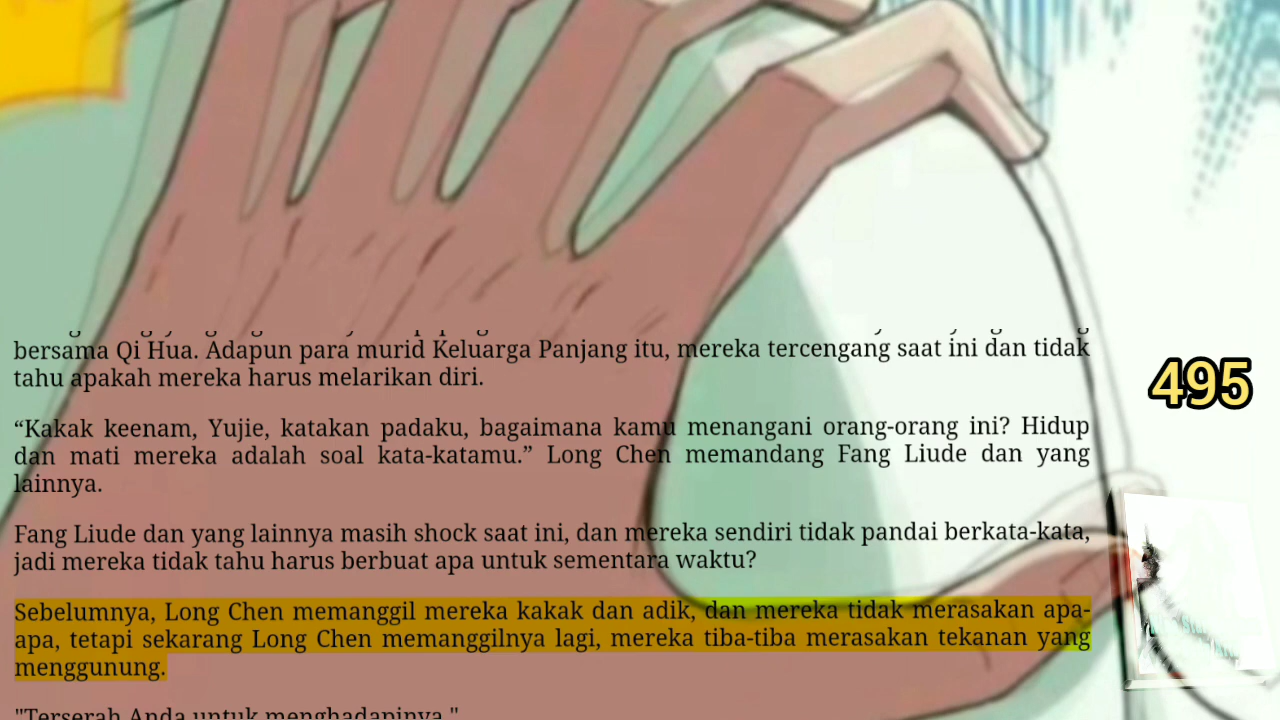 bersama Qi Hua. Adapun para murid Keluarga Panjang itu, mereka tercengang saat ini dan tidak
tahu apakah mereka harus melarikan diri.
“Kakak keenam, Yujie, katakan padaku, bagaimana kamu menangani orang-orang ini? Hidup
dan mati mereka adalah soal kata-katamu.” Long Chen memandang Fang Liude dan yang
lainnya.
Fang Liude dan yang lainnya masih shock saat ini, dan mereka sendiri tidak pandai berkata-kata,
jadi mereka tidak tahu harus berbuat apa untuk sementara waktu?
Sebelumnya, Long Chen memanggil mereka kakak dan adik, dan mereka tidak merasakan apa-
apa, tetapi sekarang Long Chen memanggilnya lagi, mereka tiba-tiba merasakan tekanan yang
menggunung.
"Terserah Anda untuk menghadapinya."
495